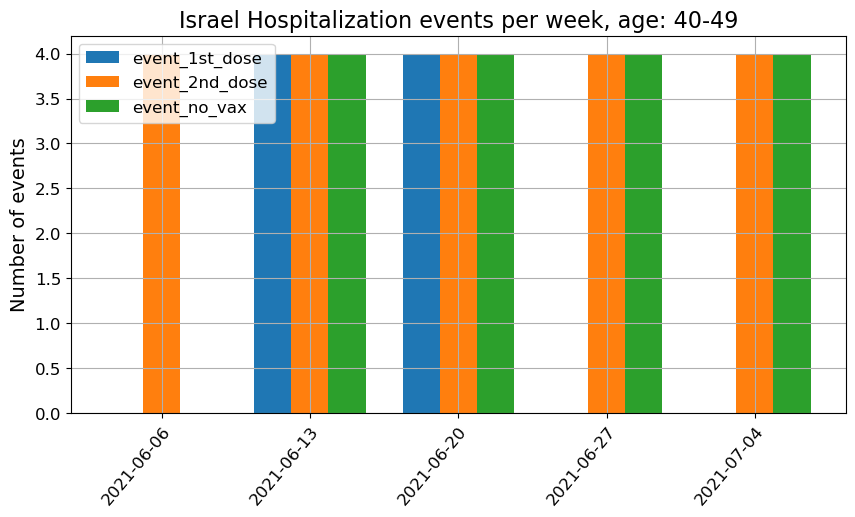 Israel Hospitalization events per week, age: 40-49
event_1st_dose
event_2nd_dose
event_no_vax
Number of events
4.0
3.5
3.0
2.5
2.0
1.5
1.0
0.5
0.0
2021-06-06
2021-06-13
2021-06-20
2021-06-27
2021-07-04